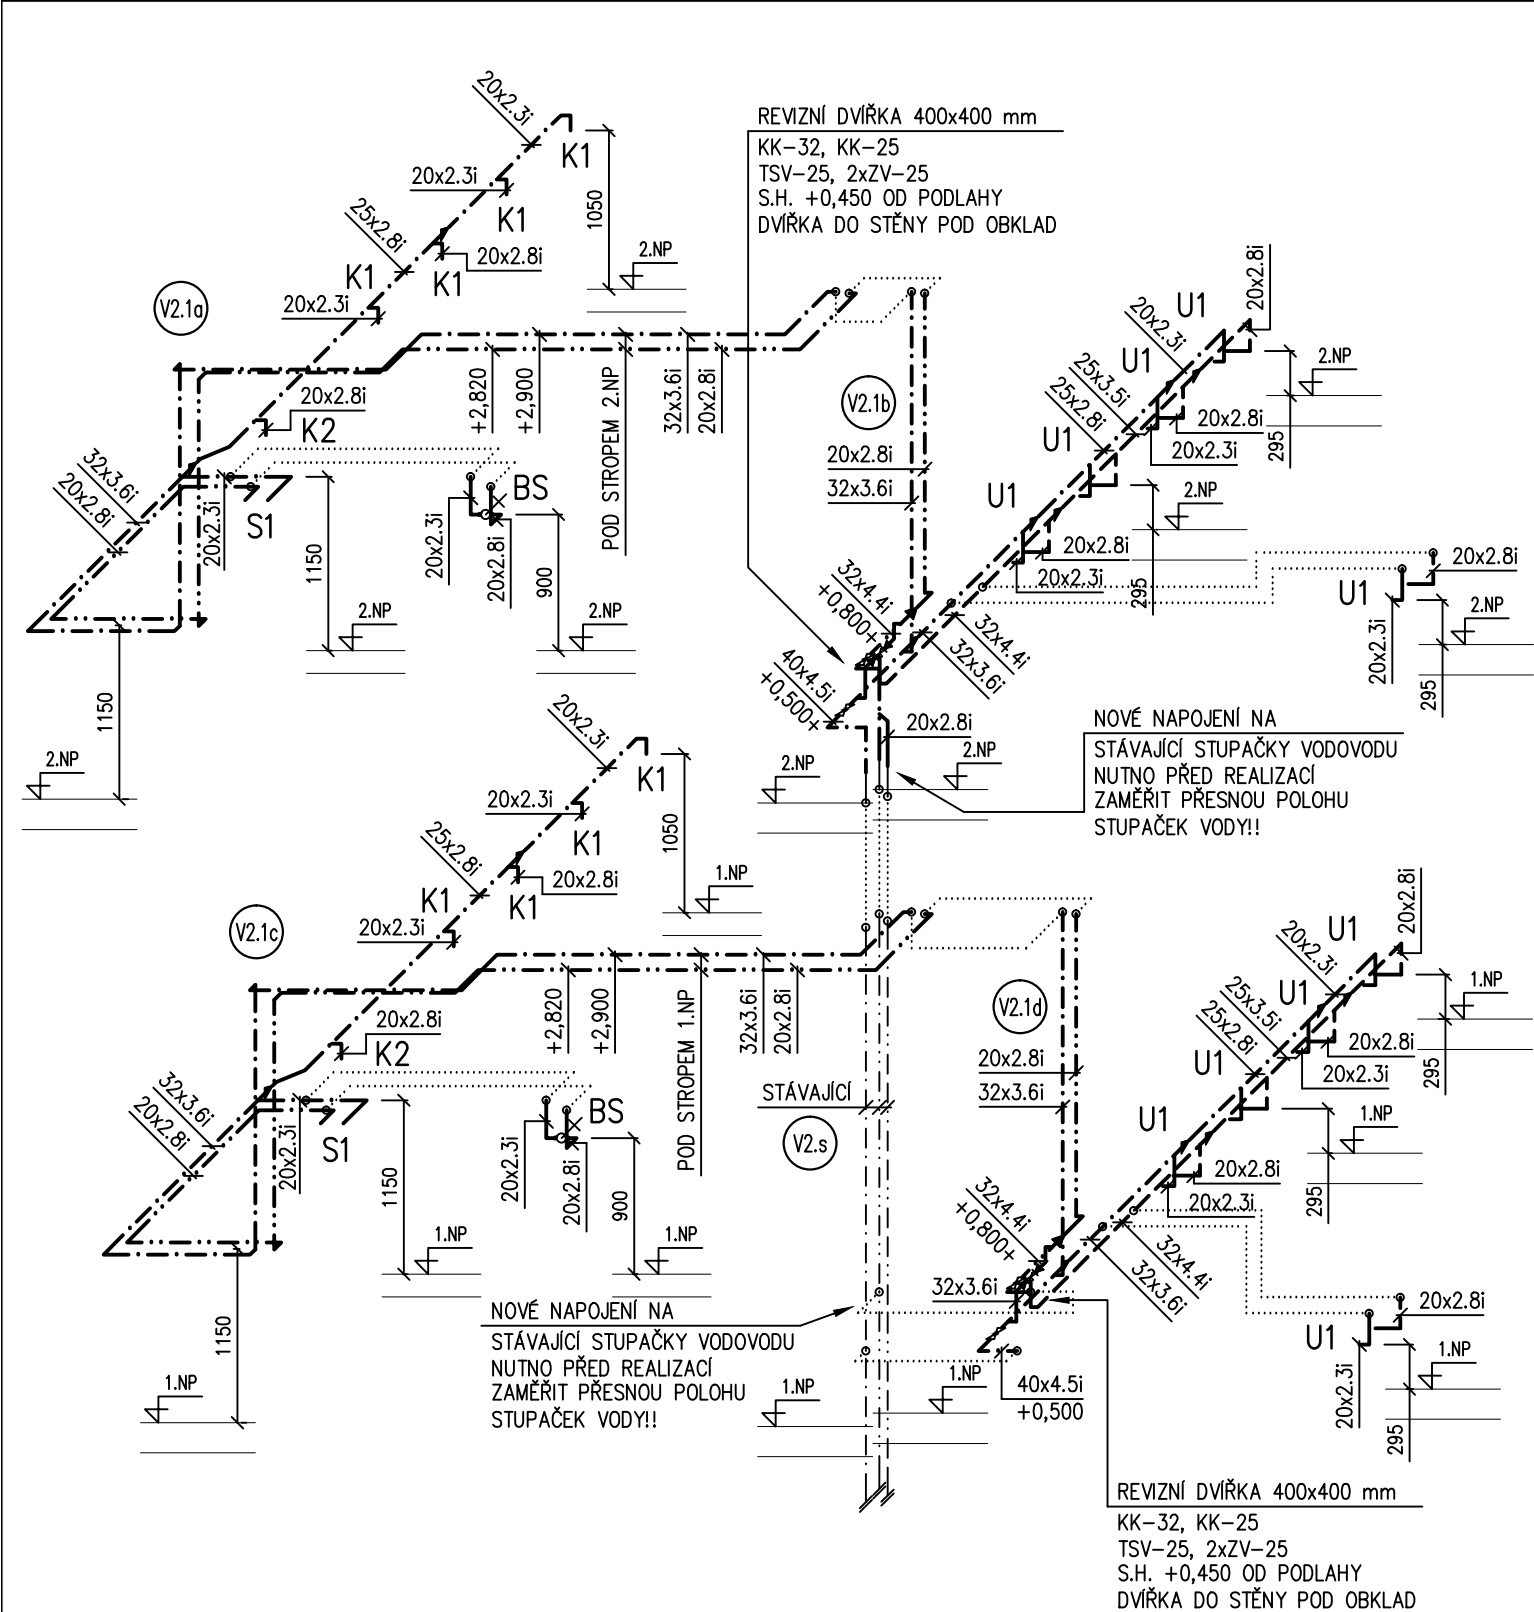 20x2.3i
K1
20x2.3i
K1
1050
25x2.8i
K1
20x2.8i
K1
20x2.3i
2.NP
V2.1a
REVIZNÍ DVÍŘKA 400x400 mm
KK-32, KK-25
TSV-25, 2xZV-25
S.H. +0,450 OD PODLAHY
DVÍŘKA DO STĚNY POD OBKLAD
20x2.8i
K2
+2,820
+2,900
POD STROPEM 2.NP
32x3.6i
20x2.8i
32x3.6i
20x2.8i
20x2.3i
S1
1150
2.NP
BS
20x2.3i
20x2.8i
900
2.NP
1150
2.NP
V2.1b
20x2.8i
32x3.6i
20x2.8i
U1
20x2.3i
U1
25x3.5i
25x2.8i
U1
20x2.8i
20x2.3i
2.NP
295
U1
20x2.8i
20x2.3i
2.NP
295
20x2.8i
U1
20x2.3i
2.NP
295
32x4.4i
+0,800+
32x4.4i
32x3.6i
40x4.5i
+0,500+
20x2.8i
2.NP
2.NP
NOVÉ NAPOJENÍ NA
STÁVAJÍCÍ STUPAČKY VODOVODU
NUTNO PŘED REALIZACÍ
ZAMĚŘIT PŘESNOU POLOHU
STUPAČEK VODY!!
20x2.3i
K1
20x2.3i
K1
1050
25x2.8i
K1
20x2.8i
K1
20x2.3i
1.NP
V2.1c
20x2.8i
K2
+2,820
+2,900
POD STROPEM 1.NP
32x3.6i
20x2.8i
32x3.6i
20x2.8i
20x2.3i
S1
1150
1.NP
BS
20x2.3i
20x2.8i
900
1.NP
1150
1.NP
STÁVAJÍCÍ
V2.s
V2.1d
20x2.8i
32x3.6i
20x2.8i
U1
20x2.3i
U1
25x3.5i
25x2.8i
U1
20x2.8i
20x2.3i
1.NP
295
U1
20x2.8i
20x2.3i
1.NP
295
20x2.8i
U1
20x2.3i
1.NP
295
32x4.4i
+0,800+
32x4.4i
32x3.6i
32x3.6i
40x4.5i
+0,500
1.NP
1.NP
NOVÉ NAPOJENÍ NA
STÁVAJÍCÍ STUPAČKY VODOVODU
NUTNO PŘED REALIZACÍ
ZAMĚŘIT PŘESNOU POLOHU
STUPAČEK VODY!!
REVIZNÍ DVÍŘKA 400x400 mm
KK-32, KK-25
TSV-25, 2xZV-25
S.H. +0,450 OD PODLAHY
DVÍŘKA DO STĚNY POD OBKLAD